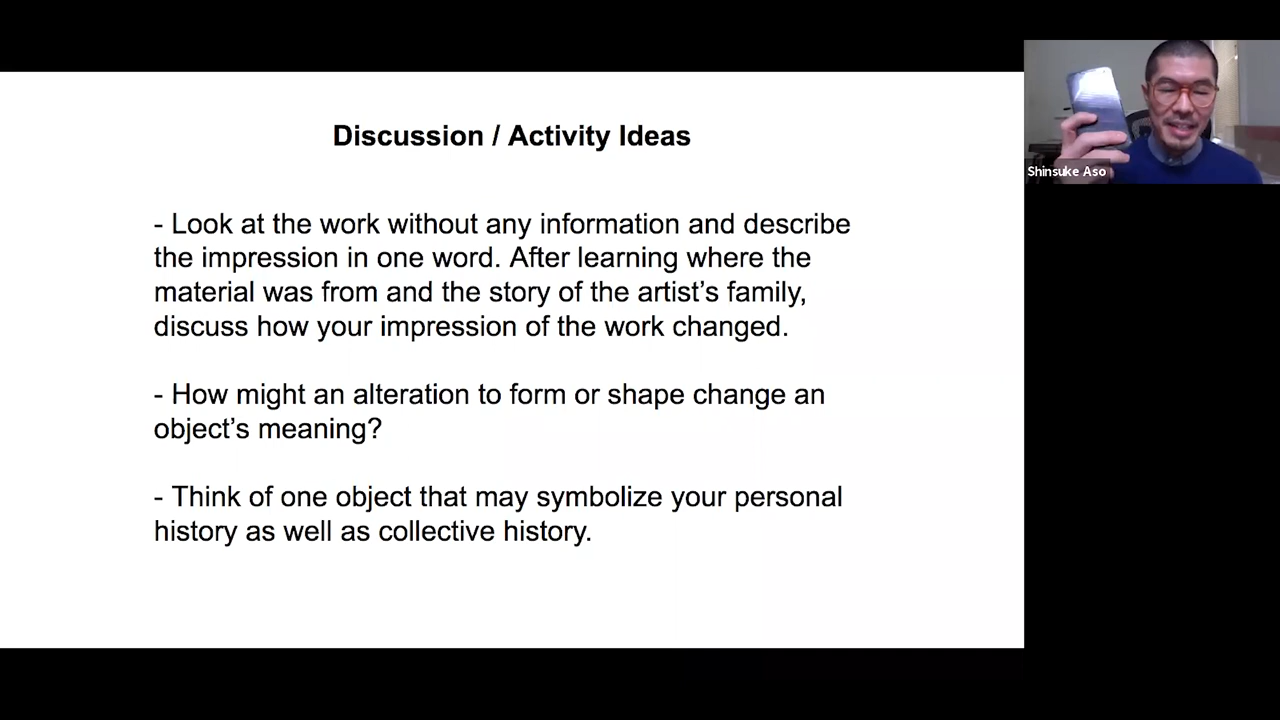 Discussion / Activity Ideas
- Look at the work without any information and describe
the impression in one word. After learning where the
material was from and the story of the artist’s family,
discuss how your impression of the work changed.
- How might an alteration to form or shape change an
object’s meaning?
- Think of one object that may symbolize your personal
history as well as collective history.
Shinsuke Aso